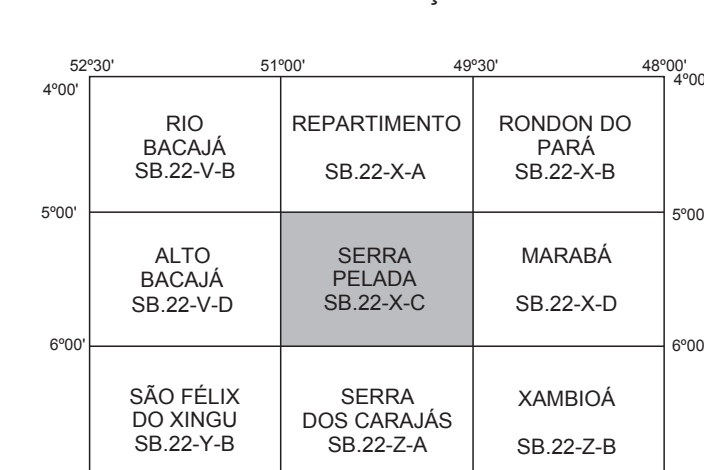 52º30'
51º00'
49º30'
48º00'
4º00'
4º00
RIO
BACAJÁ
SB.22-V-B
REPARTIMENTO
SB.22-X-A
RONDON DO
PARÁ
SB.22-X-B
5º00'
5º00
ALTO
BACAJÁ
SB.22-V-D
SERRA
PELADA
SB.22-X-C
MARABÁ
SB.22-X-D
6º00'
6º00
SÃO FÉLIX
DO XINGU
SB.22-Y-B
SERRA
DOS CARAJÁS
SB.22-Z-A
XAMBIOÁ
SB.22-Z-B